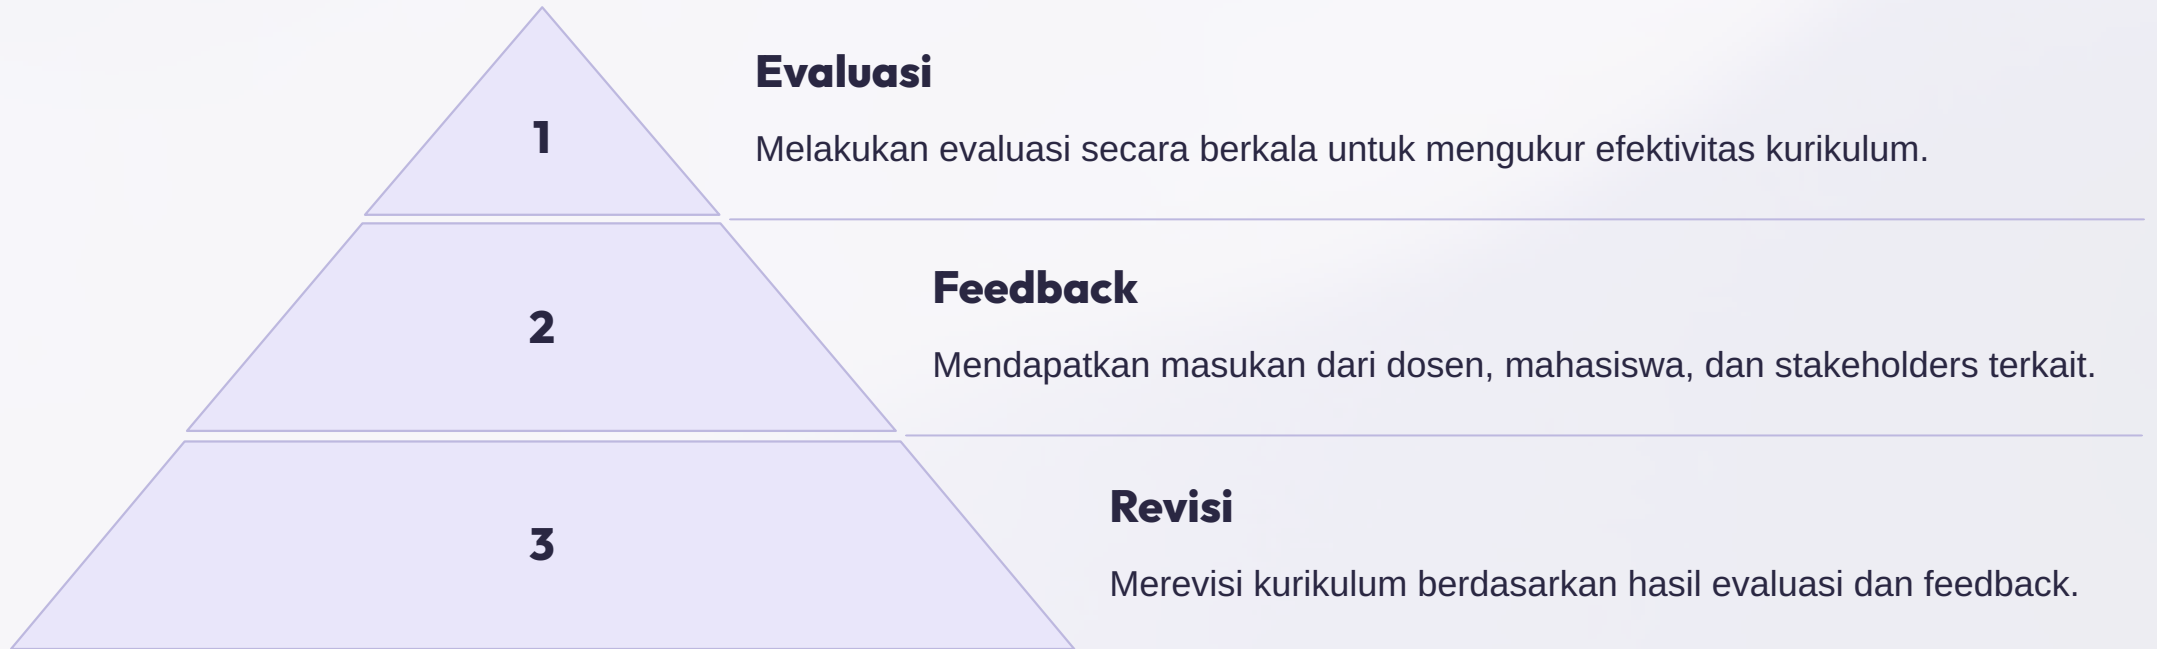 1
Evaluasi
Melakukan evaluasi secara berkala untuk mengukur efektivitas kurikulum.
2
Feedback
Mendapatkan masukan dari dosen, mahasiswa, dan stakeholders terkait.
3
Revisi
Merevisi kurikulum berdasarkan hasil evaluasi dan feedback.